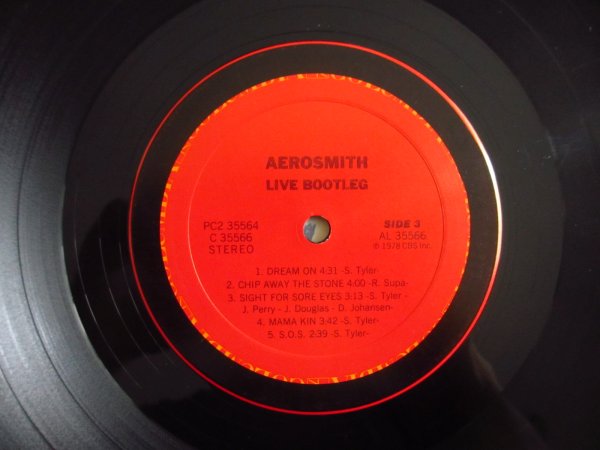 AEROSMITH
LIVE BOOTLEG
PC2 35564
C 35566
STEREO
SIDE 3
AL 35566
℗ 1978 CBS Inc.
1. DREAM ON 4:31 -S. Tyler-
2. CHIP AWAY THE STONE 4:00 -R. Supa-
3. SIGHT FOR SORE EYES 3:13 -S. Tyler -
J. Perry - J. Douglas - D. Johansen-
4. MAMA KIN 3:42 -S. Tyler-
5. S.O.S. 2:39 -S. Tyler-